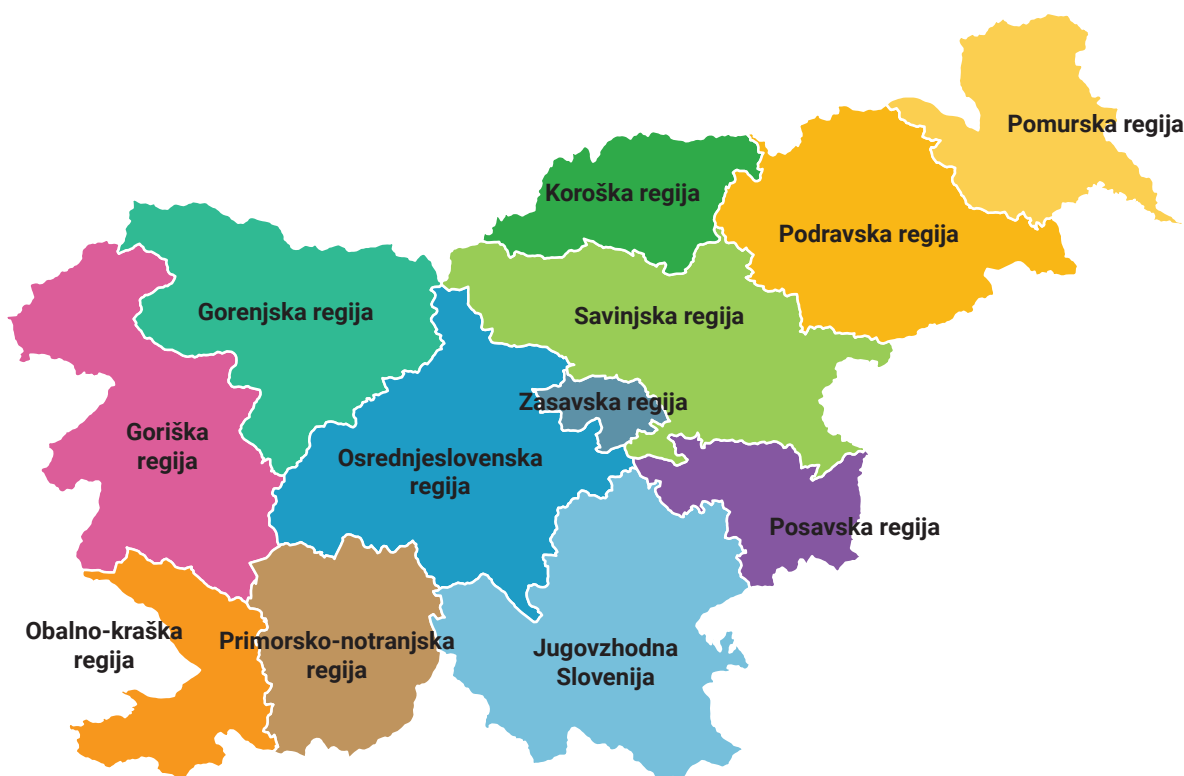 Pomurska regija
Koroška regija
Podravska regija
Gorenjska regija
Savinjska regija
Zasavska regija
Goriška
regija
Osrednjeslovenska
regija
Posavska regija
Obalno-kraška
regija
Primorsko-notranjska
regija
Jugovzhodna
Slovenija